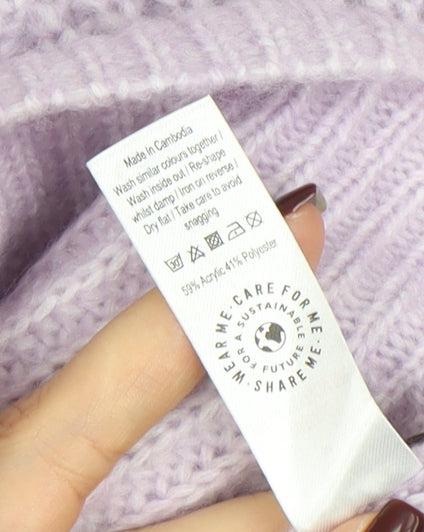 Made In Cambodia
Wash similar colours together /
Wash inside out / Re-shape
whilst damp / Iron on reverse /
Dry flat / Take care to avoid
snagging
30
59% Acrylic 41% Polyester
WEAR ME · CARE FOR ME · SHARE ME ·
FOR A SUSTAINABLE FUTURE